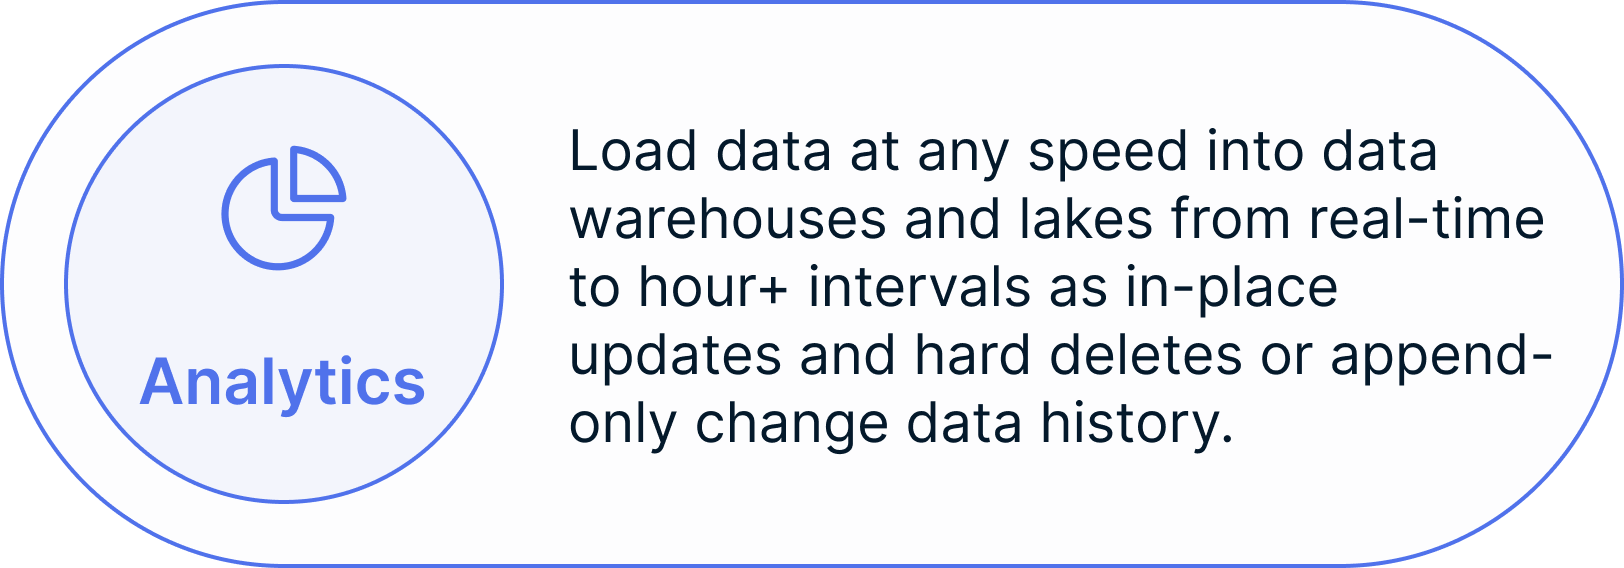 Analytics
Load data at any speed into data
warehouses and lakes from real-time
to hour+ intervals as in-place
updates and hard deletes or append-
only change data history.